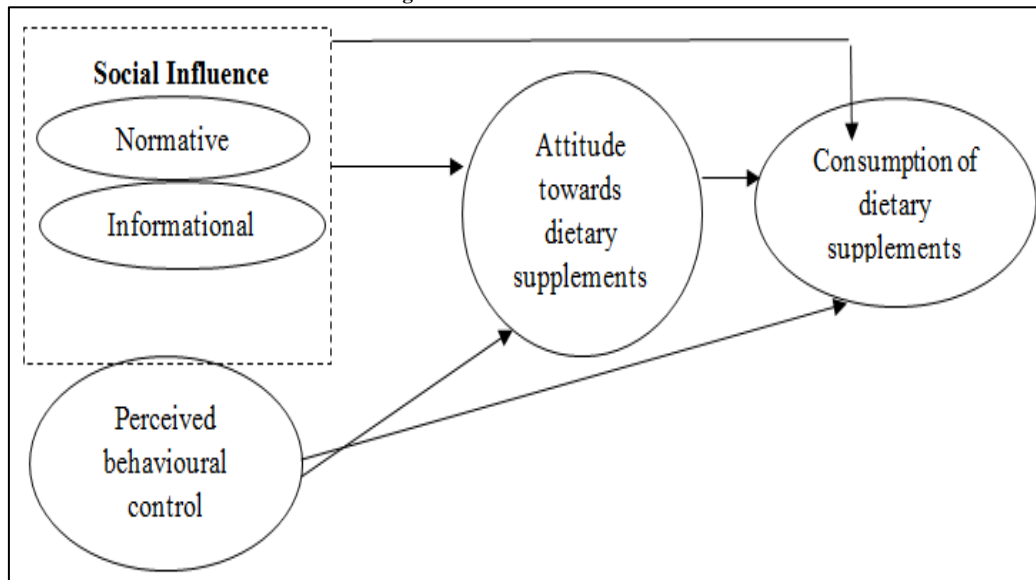 Social Influence
Normative
Informational
Attitude
towards
dietary
supplements
Consumption of
dietary
supplements
Perceived
behavioural
control